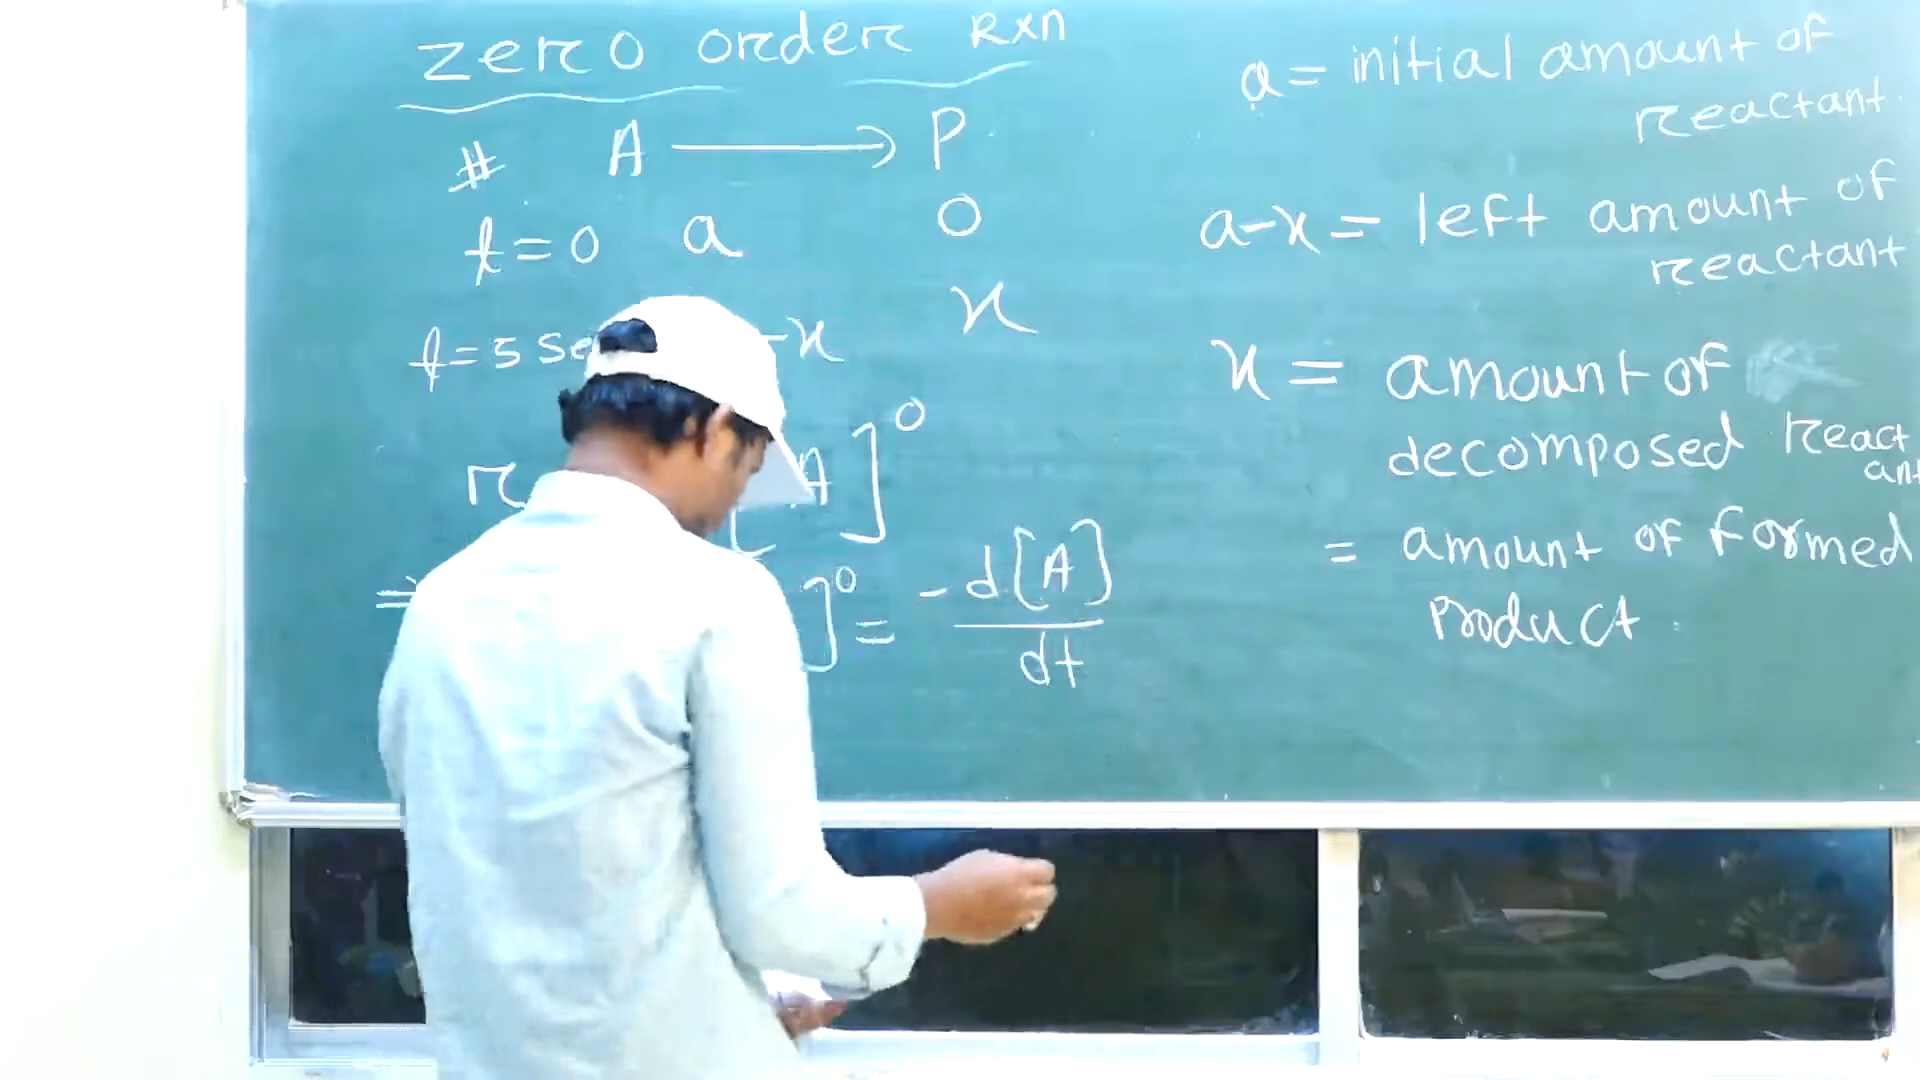 zero order Rxn
# A ⟶ P
t=0 a 0
t=5 se -x x
r [A]⁰
= ]⁰ = -d[A]/dt
a = initial amount of
reactant.
a-x = left amount of
reactant
x = amount of
decomposed React
ant
= amount of formed
product.